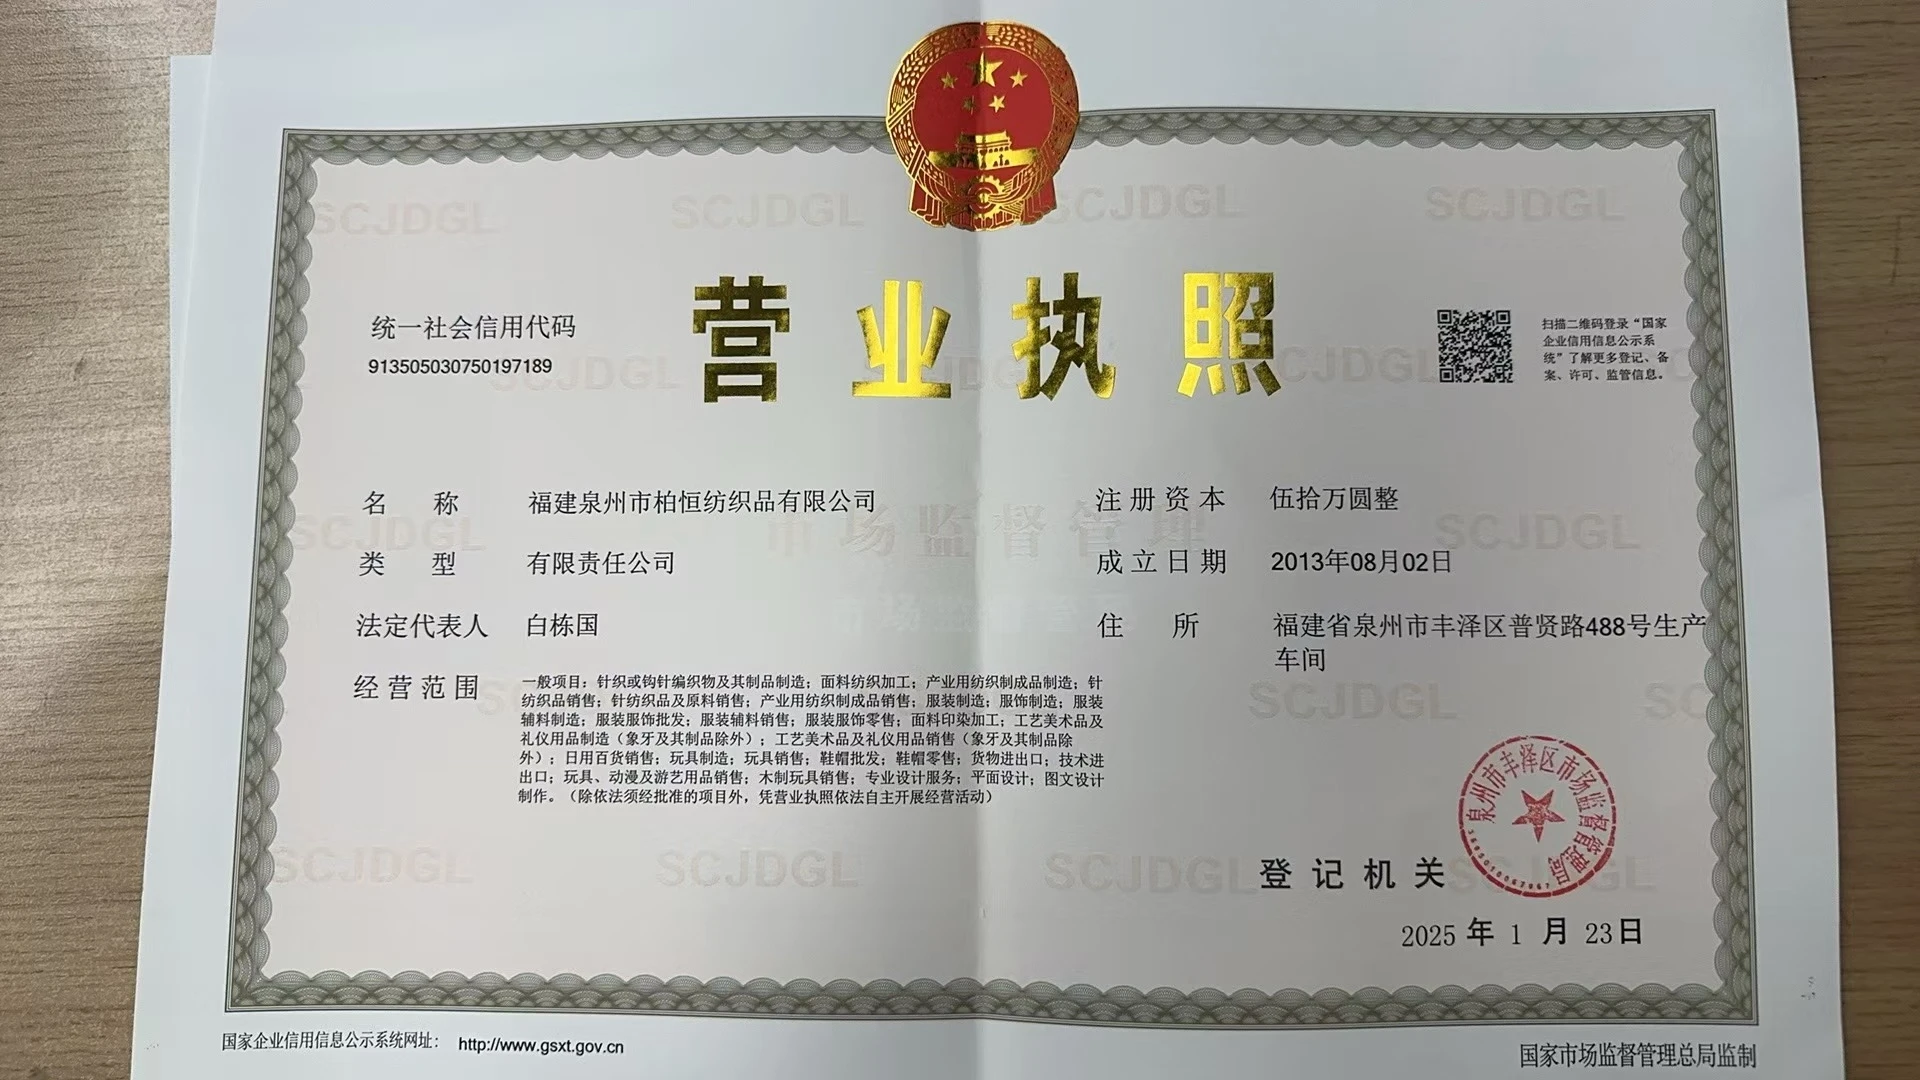 营业执照
统一社会信用代码
913505030750197189
扫描二维码登录“国家
企业信用信息公示系
统”了解更多登记、备
案、许可、监管信息。
名称 福建泉州市柏恒纺织品有限公司
类型 有限责任公司
法定代表人 白栋国
经营范围 一般项目:针织或钩针编织物及其制品制造;面料纺织加工;产业用纺织制成品制造;针
纺织品销售;针纺织品及原料销售;产业用纺织制成品销售;服装制造;服饰制造;服装
辅料制造;服装服饰批发;服装辅料销售;服装服饰零售;面料印染加工;工艺美术品及
礼仪用品制造(象牙及其制品除外);工艺美术品及礼仪用品销售(象牙及其制品除
外);日用百货销售;玩具制造;玩具销售;鞋帽批发;鞋帽零售;货物进出口;技术进
出口;玩具、动漫及游艺用品销售;木制玩具销售;专业设计服务;平面设计;图文设计
制作。(除依法须经批准的项目外,凭营业执照依法自主开展经营活动)
注册资本 伍拾万圆整
成立日期 2013年08月02日
住所 福建省泉州市丰泽区普贤路488号生产
车间
泉州市丰泽区市场监督管理局
登记机关
2025年1月23日
国家企业信用信息公示系统网址: http://www.gsxt.gov.cn
国家市场监督管理总局监制
SCJDGL
市场监督管理